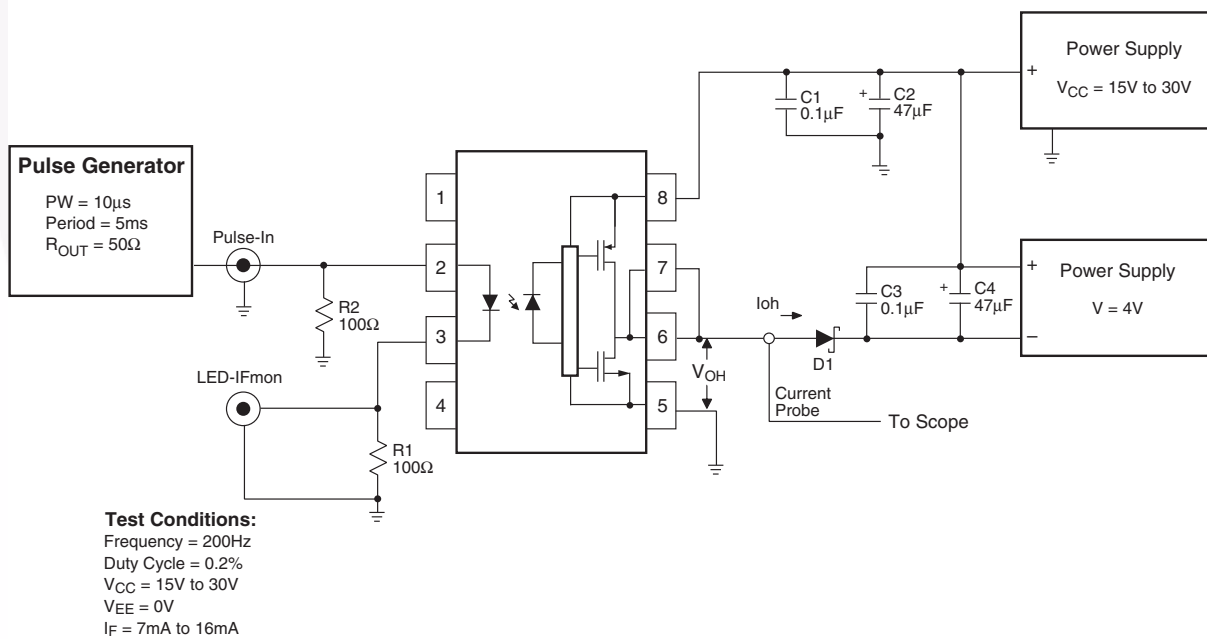 Pulse Generator
PW = 10μs
Period = 5ms
ROUT = 50Ω
Pulse-In
R2
100Ω
LED-IFmon
R1
100Ω
1
2
3
4
8
7
6
5
+
C1
0.1μF
+
C2
47μF
Power Supply
VCC = 15V to 30V
Ioh
D1
VOH
Current
Probe
To Scope
C3
0.1μF
+
C4
47μF
+
Power Supply
V = 4V
–
Test Conditions:
Frequency = 200Hz
Duty Cycle = 0.2%
VCC = 15V to 30V
VEE = 0V
IF = 7mA to 16mA